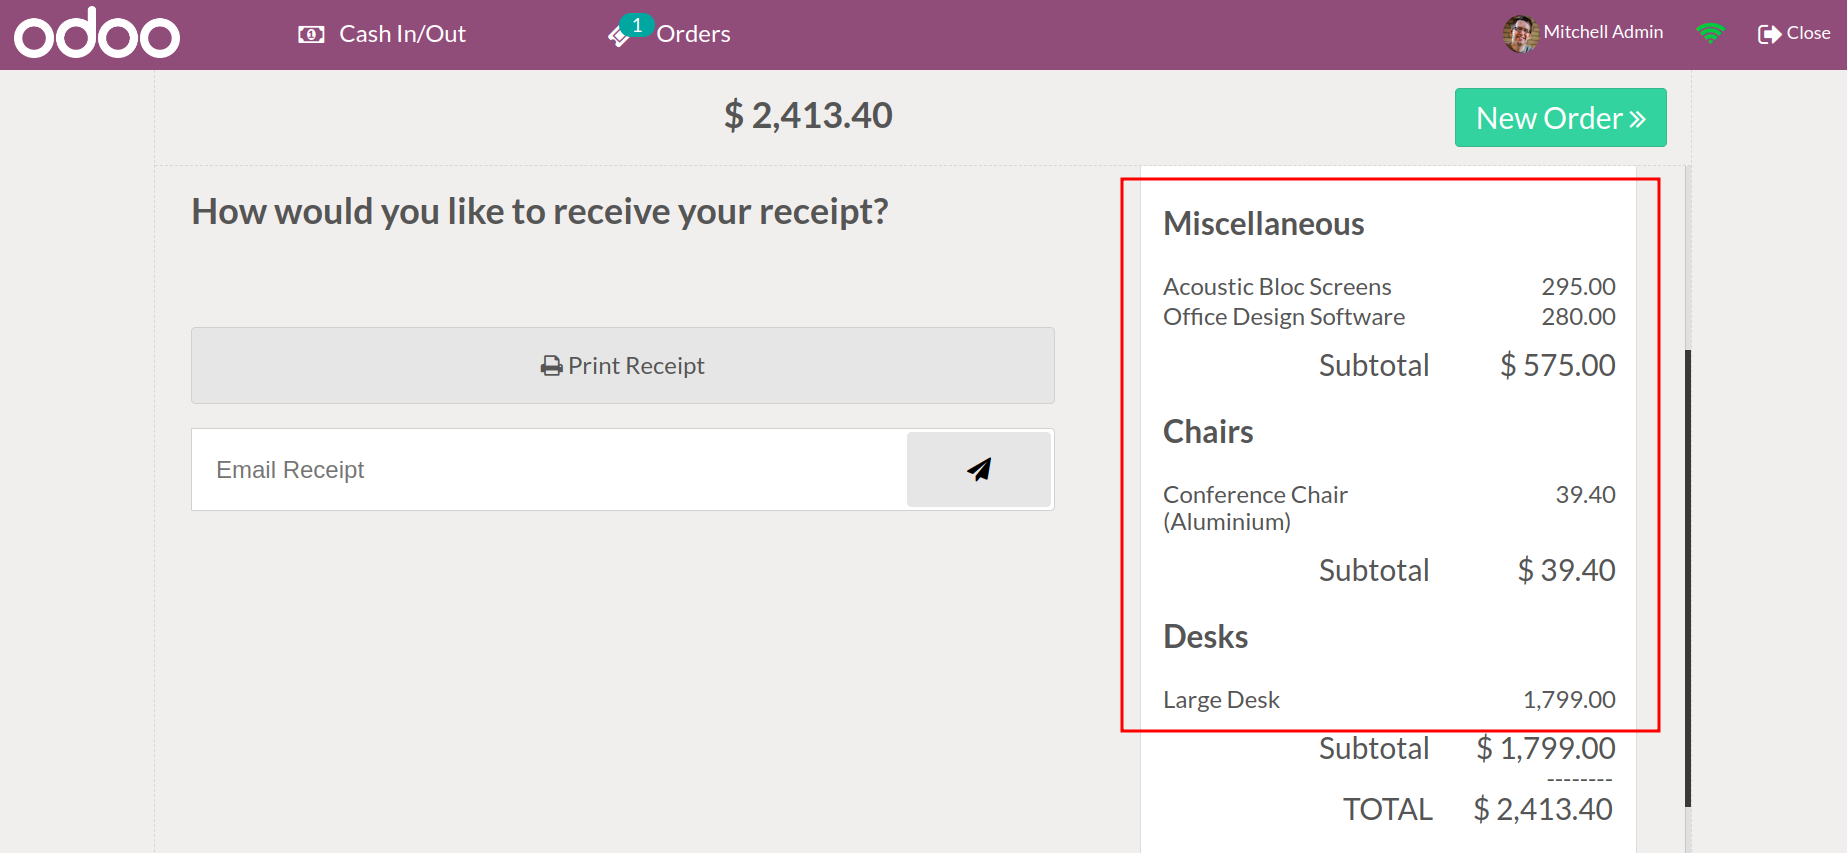 odoo
Cash In/Out
1
Orders
Mitchell Admin
Close
$ 2,413.40
New Order
How would you like to receive your receipt?
Print Receipt
Email Receipt
Miscellaneous
Acoustic Bloc Screens 295.00
Office Design Software 280.00
Subtotal $ 575.00
Chairs
Conference Chair 39.40
(Aluminium)
Subtotal $ 39.40
Desks
Large Desk 1,799.00
Subtotal $ 1,799.00
--------
TOTAL $ 2,413.40